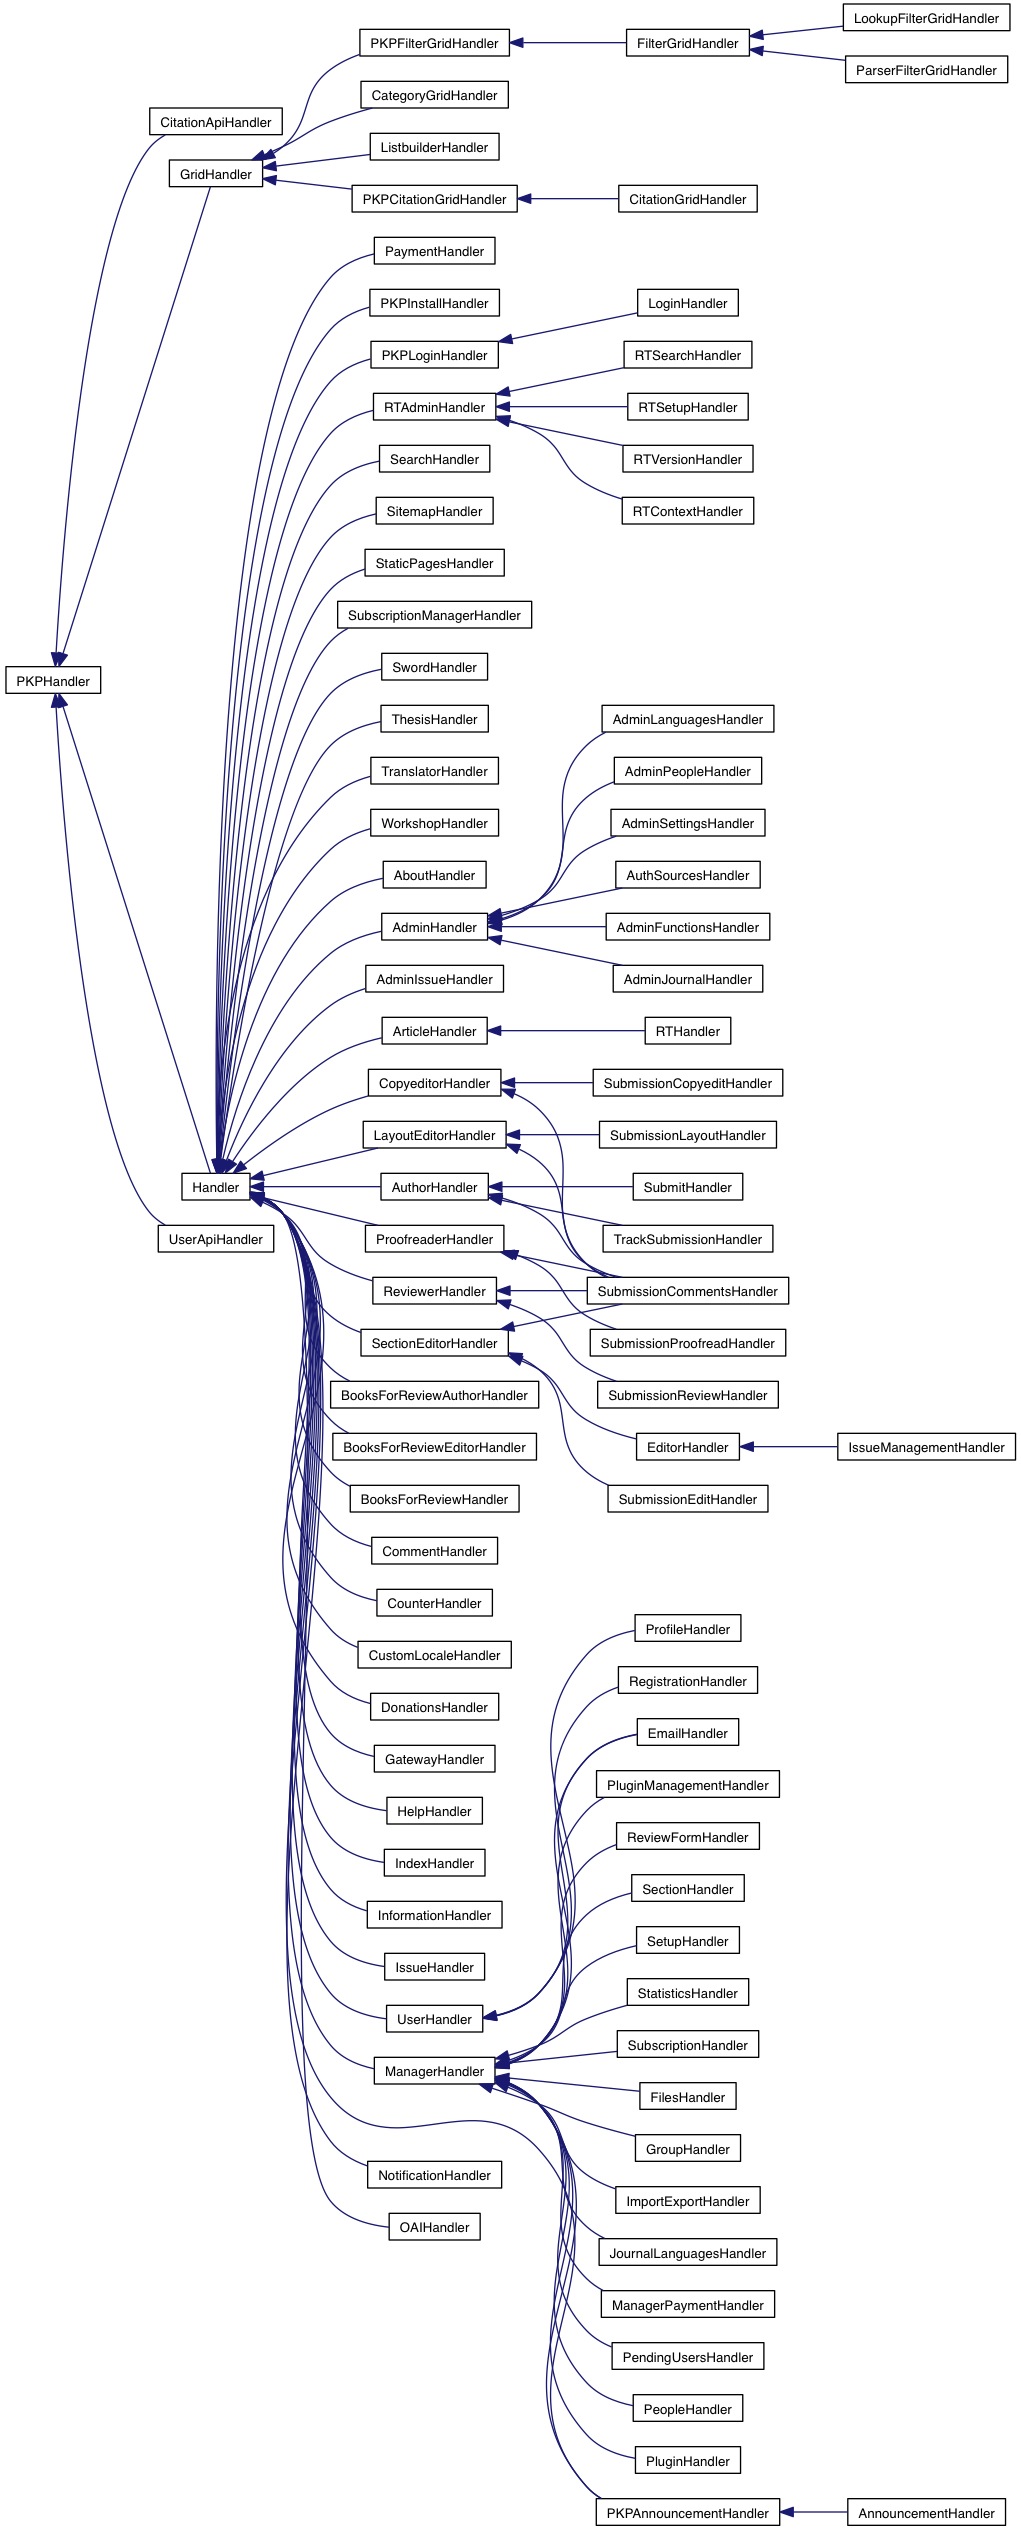 LookupFilterGridHandler
PKPFilterGridHandler
FilterGridHandler
ParserFilterGridHandler
CategoryGridHandler
CitationApiHandler
ListbuilderHandler
GridHandler
PKPCitationGridHandler
CitationGridHandler
PaymentHandler
PKPInstallHandler
LoginHandler
PKPLoginHandler
RTSearchHandler
RTAdminHandler
RTSetupHandler
SearchHandler
RTVersionHandler
SitemapHandler
RTContextHandler
StaticPagesHandler
SubscriptionManagerHandler
SwordHandler
PKPHandler
ThesisHandler
AdminLanguagesHandler
TranslatorHandler
AdminPeopleHandler
WorkshopHandler
AdminSettingsHandler
AboutHandler
AuthSourcesHandler
AdminHandler
AdminFunctionsHandler
AdminIssueHandler
AdminJournalHandler
ArticleHandler
RTHandler
CopyeditorHandler
SubmissionCopyeditHandler
LayoutEditorHandler
SubmissionLayoutHandler
Handler
AuthorHandler
SubmitHandler
UserApiHandler
ProofreaderHandler
TrackSubmissionHandler
ReviewerHandler
SubmissionCommentsHandler
SectionEditorHandler
SubmissionProofreadHandler
BooksForReviewAuthorHandler
SubmissionReviewHandler
BooksForReviewEditorHandler
EditorHandler
IssueManagementHandler
BooksForReviewHandler
SubmissionEditHandler
CommentHandler
CounterHandler
ProfileHandler
CustomLocaleHandler
RegistrationHandler
DonationsHandler
EmailHandler
GatewayHandler
PluginManagementHandler
HelpHandler
ReviewFormHandler
IndexHandler
SectionHandler
InformationHandler
SetupHandler
IssueHandler
StatisticsHandler
UserHandler
SubscriptionHandler
ManagerHandler
FilesHandler
GroupHandler
NotificationHandler
ImportExportHandler
OAIHandler
JournalLanguagesHandler
ManagerPaymentHandler
PendingUsersHandler
PeopleHandler
PluginHandler
PKPAnnouncementHandler
AnnouncementHandler